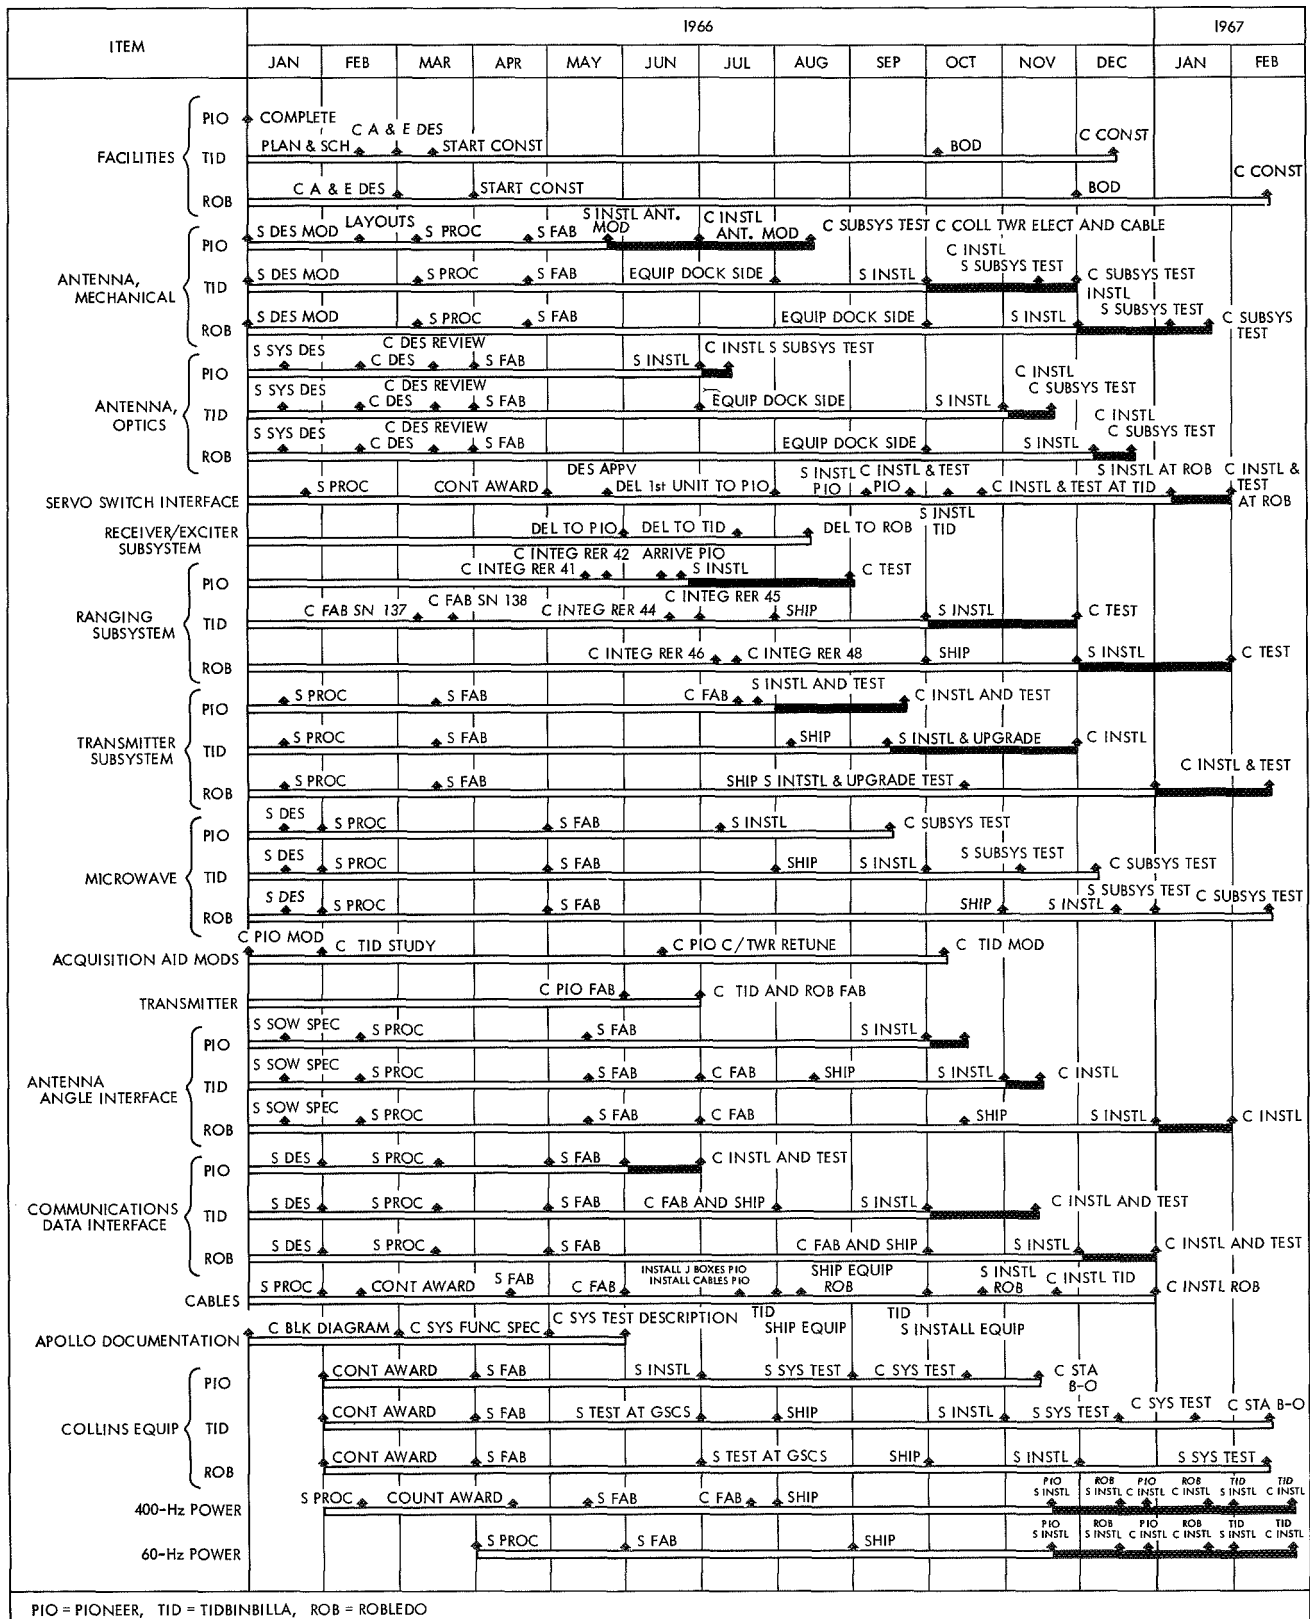 ITEM
1966
1967
JAN FEB MAR APR MAY JUN JUL AUG SEP OCT NOV DEC JAN FEB
FACILITIES
PIO COMPLETE
C A & E DES
TID PLAN & SCH START CONST BOD C CONST
ROB C A & E DES START CONST BOD C CONST
ANTENNA, MECHANICAL
LAYOUTS S INSTL ANT. MOD C INSTL ANT. MOD
PIO S DES MOD S PROC S FAB C SUBSYS TEST C COLL TWR ELECT AND CABLE
C INSTL
S SUBSYS TEST
TID S DES MOD S PROC S FAB EQUIP DOCK SIDE S INSTL C SUBSYS TEST
INSTL
S SUBSYS TEST
ROB S DES MOD S PROC S FAB EQUIP DOCK SIDE S INSTL C SUBSYS TEST
ANTENNA, OPTICS
S SYS DES C DES REVIEW C INSTL S SUBSYS TEST
PIO C DES S FAB S INSTL
S SYS DES C DES REVIEW C INSTL
C SUBSYS TEST
TID C DES S FAB EQUIP DOCK SIDE S INSTL
S SYS DES C DES REVIEW C INSTL
C SUBSYS TEST
ROB C DES S FAB EQUIP DOCK SIDE S INSTL
DES APPV S INSTL PIO C INSTL & TEST PIO S INSTL AT ROB C INSTL & TEST AT ROB
SERVO SWITCH INTERFACE S PROC CONT AWARD DEL 1st UNIT TO PIO C INSTL & TEST AT TID
S INSTL TID
RECEIVER/EXCITER SUBSYSTEM DEL TO PIO DEL TO TID DEL TO ROB
RANGING SUBSYSTEM
C INTEG RER 42 ARRIVE PIO
PIO C INTEG RER 41 S INSTL C TEST
C FAB SN 138 C INTEG RER 45
TID C FAB SN 137 C INTEG RER 44 SHIP S INSTL C TEST
ROB C INTEG RER 46 C INTEG RER 48 SHIP S INSTL C TEST
TRANSMITTER SUBSYSTEM
S INSTL AND TEST
PIO S PROC S FAB C FAB C INSTL AND TEST
TID S PROC S FAB SHIP S INSTL & UPGRADE C INSTL
C INSTL & TEST
ROB S PROC S FAB SHIP S INTSTL & UPGRADE TEST
MICROWAVE
S DES
PIO S PROC S FAB S INSTL C SUBSYS TEST
S DES S SUBSYS TEST
TID S PROC S FAB SHIP S INSTL C SUBSYS TEST
S DES S SUBSYS TEST C SUBSYS TEST
ROB S PROC S FAB SHIP S INSTL
C PIO MOD
ACQUISITION AID MODS C TID STUDY C PIO C/TWR RETUNE C TID MOD
TRANSMITTER C PIO FAB C TID AND ROB FAB
ANTENNA ANGLE INTERFACE
S SOW SPEC
PIO S PROC S FAB S INSTL
S SOW SPEC
TID S PROC S FAB C FAB SHIP S INSTL C INSTL
S SOW SPEC
ROB S PROC S FAB C FAB SHIP S INSTL C INSTL
COMMUNICATIONS DATA INTERFACE
PIO S DES S PROC S FAB C INSTL AND TEST
TID S DES S PROC S FAB C FAB AND SHIP S INSTL C INSTL AND TEST
ROB S DES S PROC S FAB C FAB AND SHIP S INSTL C INSTL AND TEST
S FAB INSTALL J BOXES PIO INSTALL CABLES PIO SHIP EQUIP ROB S INSTL ROB C INSTL TID
CABLES S PROC CONT AWARD C FAB C INSTL ROB
TID SHIP EQUIP TID S INSTALL EQUIP
APOLLO DOCUMENTATION C BLK DIAGRAM C SYS FUNC SPEC C SYS TEST DESCRIPTION
COLLINS EQUIP
PIO CONT AWARD S FAB S INSTL S SYS TEST C SYS TEST C STA B-O
TID CONT AWARD S FAB S TEST AT GSCS SHIP S INSTL S SYS TEST C SYS TEST C STA B-O
ROB CONT AWARD S FAB S TEST AT GSCS SHIP S INSTL S SYS TEST
PIO S INSTL ROB S INSTL PIO C INSTL ROB C INSTL TID S INSTL TID C INSTL
400-Hz POWER S PROC COUNT AWARD S FAB C FAB SHIP
PIO S INSTL ROB S INSTL PIO C INSTL ROB C INSTL TID S INSTL TID C INSTL
60-Hz POWER S PROC S FAB SHIP
PIO = PIONEER, TID = TIDBINBILLA, ROB = ROBLEDO